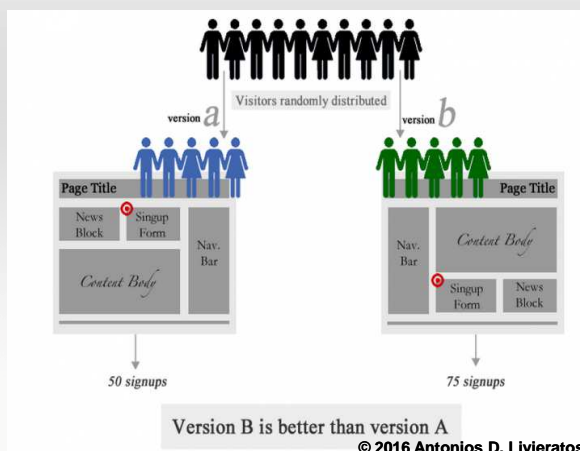 Visitors randomly distributed
version a
version b
Page Title
News
Block
Singup
Form
Nav.
Bar
Content Body
Page Title
Nav.
Bar
Content Body
Singup
Form
News
Block
50 signups
75 signups
Version B is better than version A
© 2016 Antonios D. Livieratos